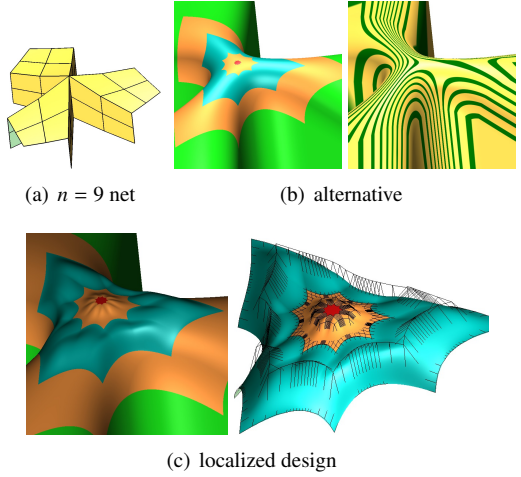 (a) n = 9 net
(b) alternative
(c) localized design